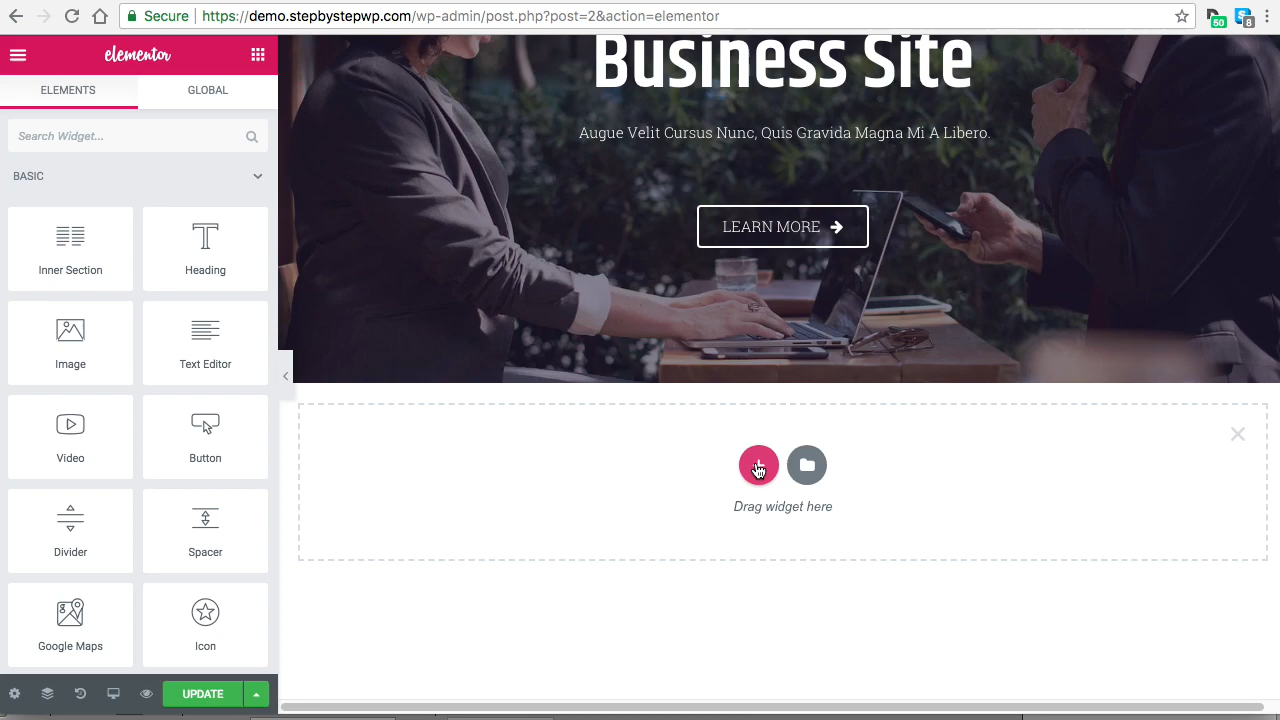 Secure | https://demo.stepbystepwp.com/wp-admin/post.php?post=2&action=elementor
50
8
elementor
ELEMENTS
GLOBAL
Search Widget...
BASIC
Inner Section
Heading
Image
Text Editor
Video
Button
Divider
Spacer
Google Maps
Icon
UPDATE
Business Site
Augue Velit Cursus Nunc, Quis Gravida Magna Mi A Libero.
LEARN MORE
Drag widget here